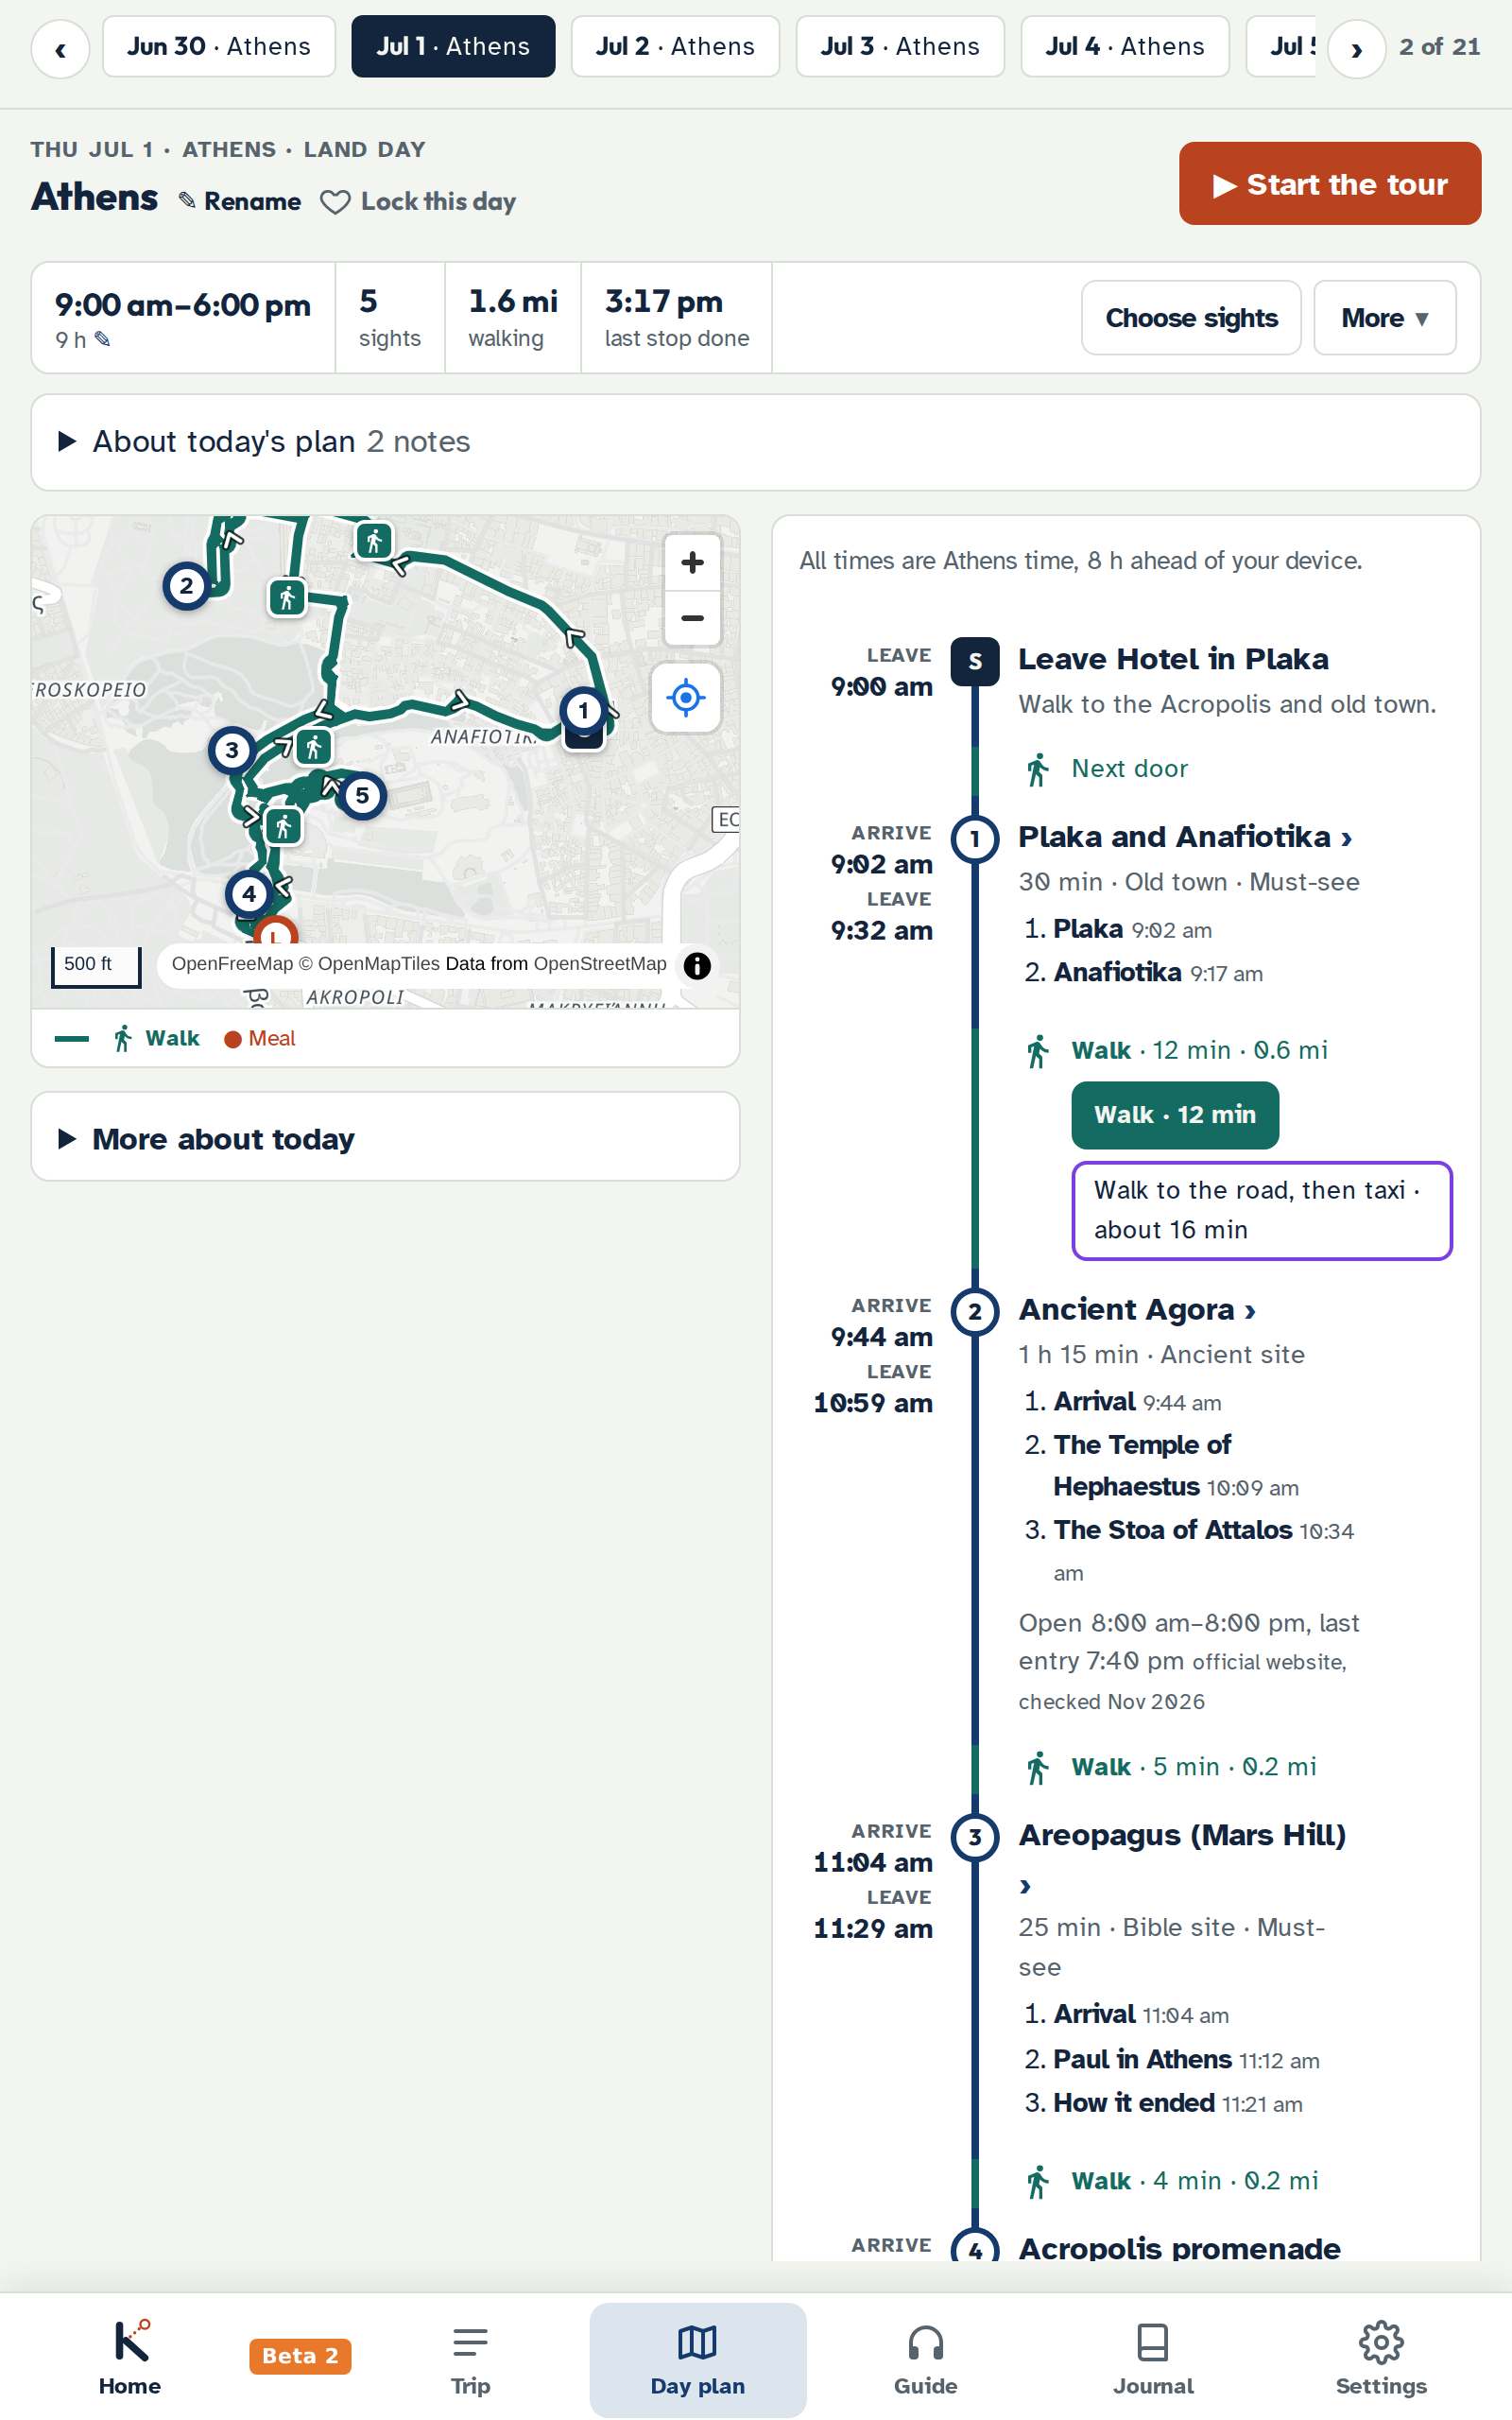 ‹
Jun 30 · Athens
Jul 1 · Athens
Jul 2 · Athens
Jul 3 · Athens
Jul 4 · Athens
Jul 5
›
2 of 21
THU JUL 1 · ATHENS · LAND DAY
Athens
✎ Rename
Lock this day
▶ Start the tour
9:00 am–6:00 pm
9 h ✎
5
sights
1.6 mi
walking
3:17 pm
last stop done
Choose sights
More ▼
▶ About today's plan 2 notes
2
ς
ROSKOPEIO
1
3
ANAFIOTIK
5
EO
4
L
500 ft
OpenFreeMap © OpenMapTiles Data from OpenStreetMap
AKROPOLI
Walk
Meal
▶ More about today
All times are Athens time, 8 h ahead of your device.
LEAVE
9:00 am
S
Leave Hotel in Plaka
Walk to the Acropolis and old town.
Next door
ARRIVE
9:02 am
LEAVE
9:32 am
1
Plaka and Anafiotika ›
30 min · Old town · Must-see
1. Plaka 9:02 am
2. Anafiotika 9:17 am
Walk · 12 min · 0.6 mi
Walk · 12 min
Walk to the road, then taxi ·
about 16 min
ARRIVE
9:44 am
LEAVE
10:59 am
2
Ancient Agora ›
1 h 15 min · Ancient site
1. Arrival 9:44 am
2. The Temple of
Hephaestus 10:09 am
3. The Stoa of Attalos 10:34
am
Open 8:00 am–8:00 pm, last
entry 7:40 pm official website,
checked Nov 2026
Walk · 5 min · 0.2 mi
ARRIVE
11:04 am
LEAVE
11:29 am
3
Areopagus (Mars Hill)
›
25 min · Bible site · Must-
see
1. Arrival 11:04 am
2. Paul in Athens 11:12 am
3. How it ended 11:21 am
Walk · 4 min · 0.2 mi
ARRIVE
4
Acropolis promenade
Home
Beta 2
Trip
Day plan
Guide
Journal
Settings